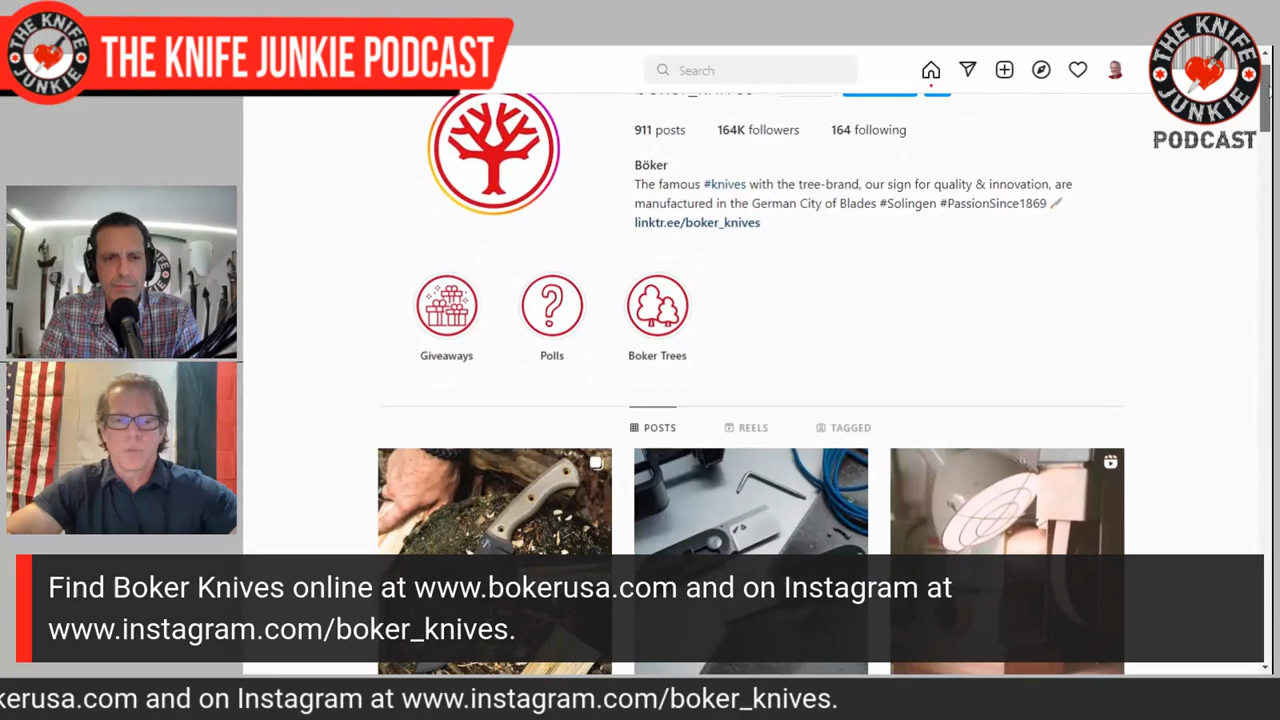 THE KNIFE JUNKIE
THE KNIFE JUNKIE PODCAST
Search
THE KNIFE JUNKIE
PODCAST
911 posts 164K followers 164 following
Böker
The famous #knives with the tree-brand, our sign for quality & innovation, are
manufactured in the German City of Blades #Solingen #PassionSince1869
linktr.ee/boker_knives
Giveaways Polls Boker Trees
POSTS REELS TAGGED
JUNKIE
Find Boker Knives online at www.bokerusa.com and on Instagram at
www.instagram.com/boker_knives.
kerusa.com and on Instagram at www.instagram.com/boker_knives.